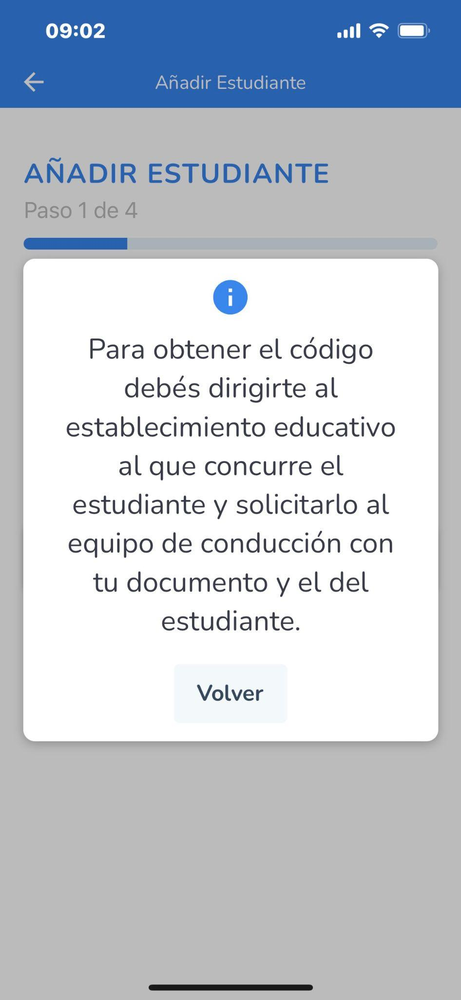 09:02
Añadir Estudiante
AÑADIR ESTUDIANTE
Paso 1 de 4
Para obtener el código
debés dirigirte al
establecimiento educativo
al que concurre el
estudiante y solicitarlo al
equipo de conducción con
tu documento y el del
estudiante.
Volver